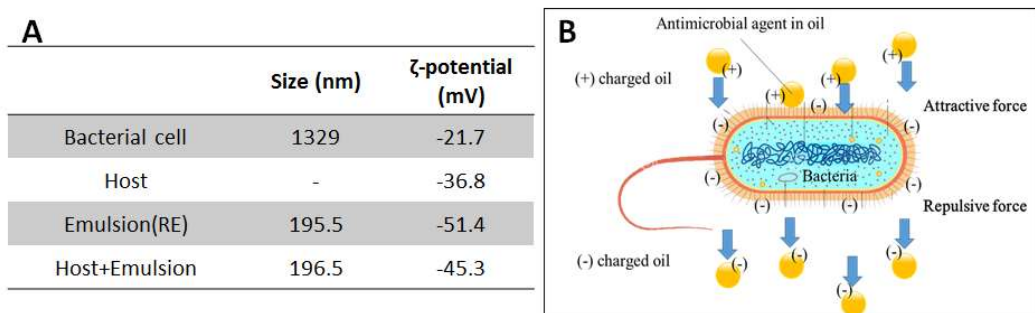 A
Size (nm) ζ-potential (mV)
Bacterial cell 1329 -21.7
Host - -36.8
Emulsion(RE) 195.5 -51.4
Host+Emulsion 196.5 -45.3
B
Antimicrobial agent in oil
(+)
(+)
(+)
(+) charged oil
(+)
(-)
Attractive force
(-)
(-)
Bacteria
(-)
(-)
(-)
(-)
Repulsive force
(-) charged oil
(-)
(-)
(-)
(-)